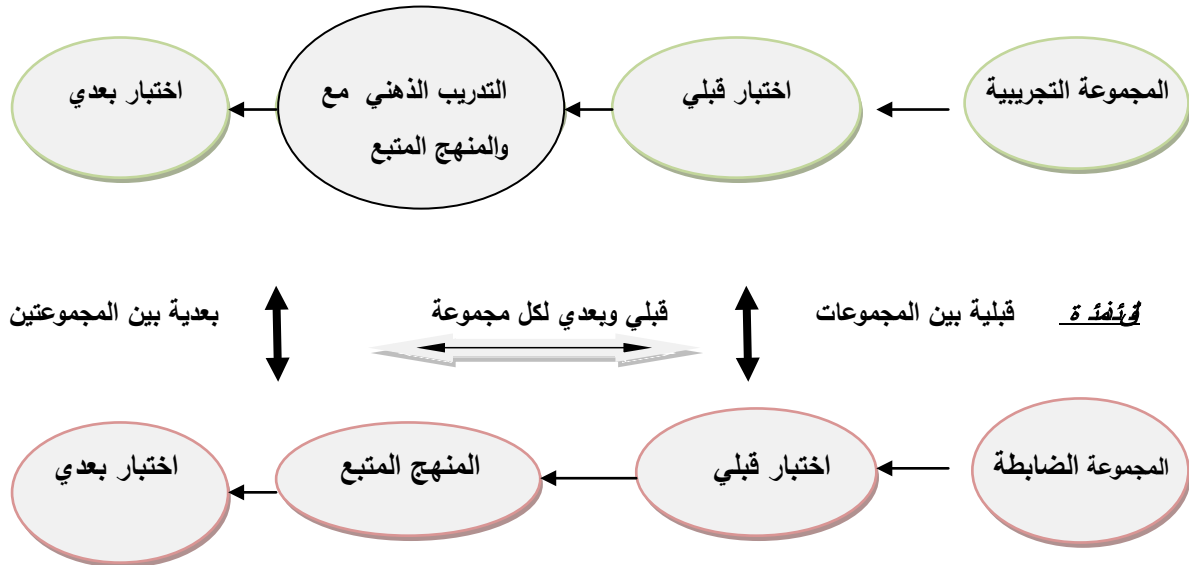 المجموعة التجريبية
اختبار قبلي
التدريب الذهني مع
والمنهج المتبع
اختبار بعدي
قبلية بين المجموعات
قبلي وبعدي لكل مجموعة
بعدية بين المجموعتين
المجموعة الضابطة
اختبار قبلي
المنهج المتبع
اختبار بعدي